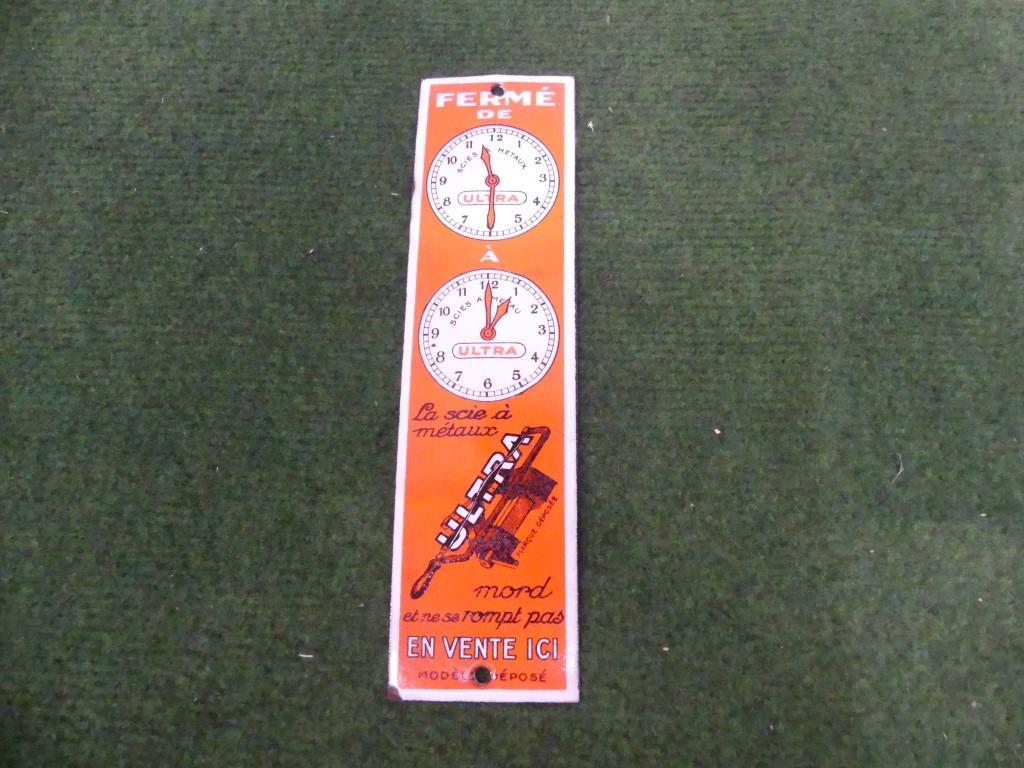 FERMÉ
DE
11 12 1
10 2
SCIES A METAUX
9 3
8 ULTRA 4
7 5
À
11 12 1
10 2
SCIES A METAU
9 3
8 ULTRA 4
7 6 5
La scie à
métaux
ULTRA
MARQUE DÉPOSÉE
mord
et ne se rompt pas
EN VENTE ICI
MODÈLE DÉPOSÉ